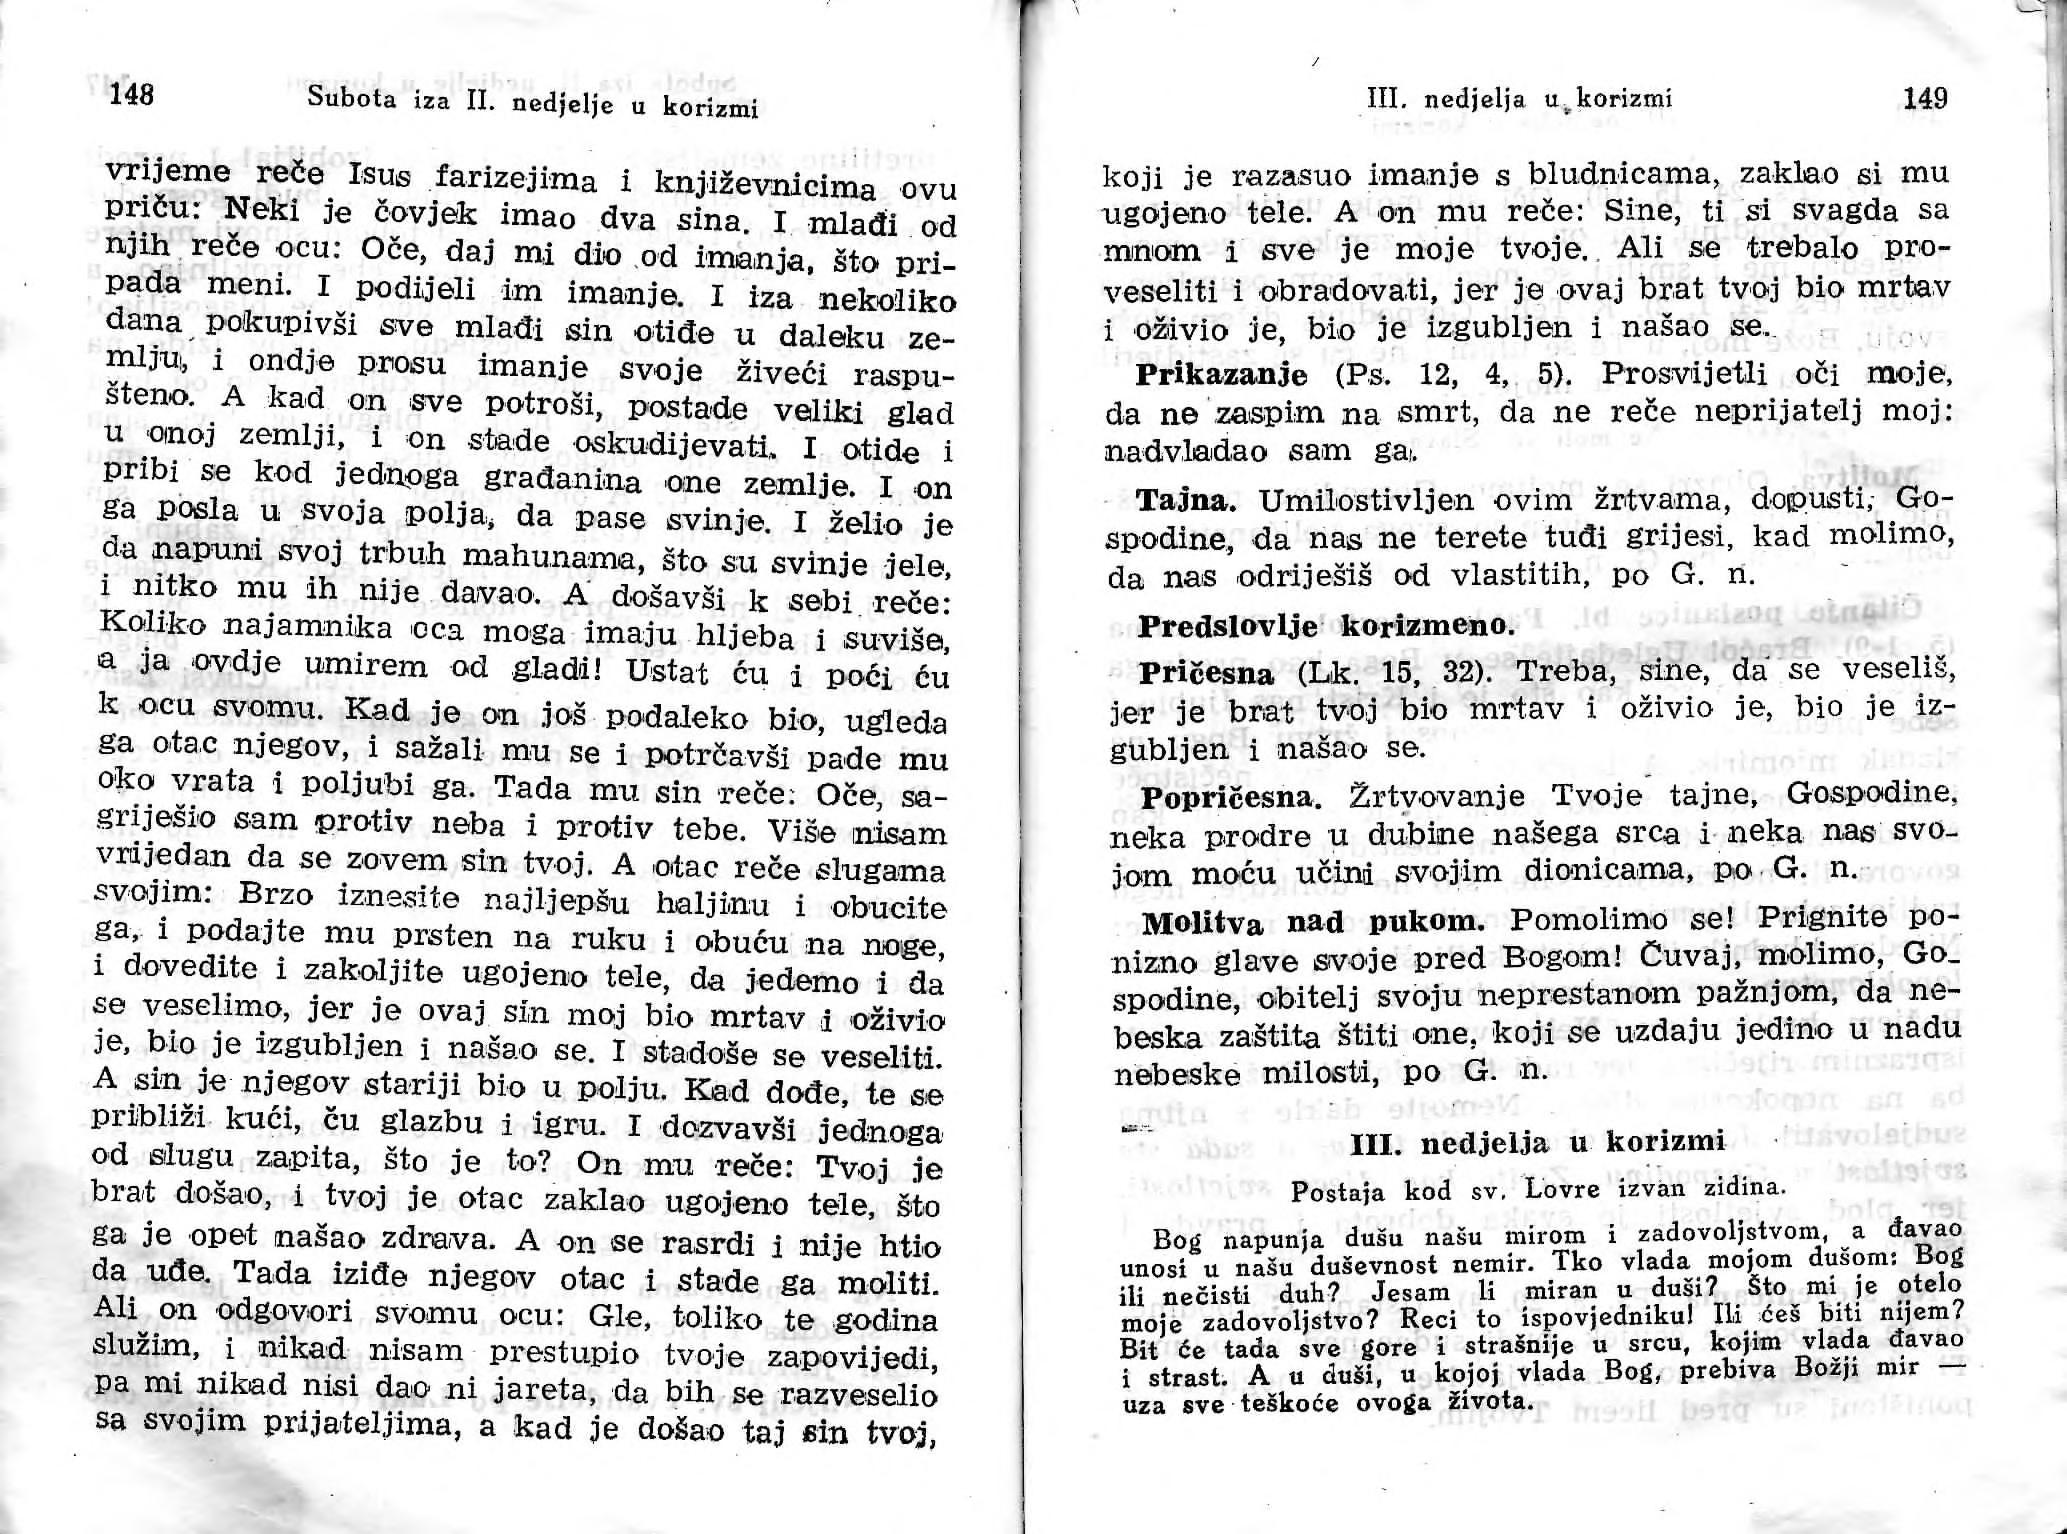 148 Subota iza II. nedjelje u korizmi
vrijeme reče Isus farizejima i književnicima ovu
priču: Neki je čovjek imao dva sina. I mlađi od
njih reče ocu: Oče, daj mi dio od imanja, što pri-
pada meni. I podijeli im imanje. I iza nekoliko
dana pokupivši sve mlađi sin otiđe u daleku ze-
mlju, i ondje prosu imanje svoje živeći raspu-
šteno. A kad on sve potroši, postade veliki glad
u onoj zemlji, i on stade oskudijevati. I otide i
pribi se kod jednoga građanina one zemlje. I on
ga posla u svoja polja, da pase svinje. I želio je
da napuni svoj trbuh mahunama, što su svinje jele,
i nitko mu ih nije davao. A došavši k sebi reče:
Koliko najamnika oca moga imaju hljeba i suviše,
a ja ovdje umirem od gladi! Ustat ću i poći ću
k ocu svomu. Kad je on još podaleko bio, ugleda
ga otac njegov, i sažali mu se i potrčavši pade mu
oko vrata i poljubi ga. Tada mu sin reče: Oče, sa-
griješio sam protiv neba i protiv tebe. Više nisam
vrijedan da se zovem sin tvoj. A otac reče slugama
svojim: Brzo iznesite najljepšu haljinu i obucite
ga, i podajte mu prsten na ruku i obuću na noge,
i dovedite i zakoljite ugojeno tele, da jedemo i da
se veselimo, jer je ovaj sin moj bio mrtav i oživio
je, bio je izgubljen i našao se. I stadoše se veseliti.
A sin je njegov stariji bio u polju. Kad dođe, te se
približi kući, ču glazbu i igru. I dozvavši jednoga
od slugu zapita, što je to? On mu reče: Tvoj je
brat došao, i tvoj je otac zaklao ugojeno tele, što
ga je opet našao zdrava. A on se rasrdi i nije htio
da uđe. Tada iziđe njegov otac i stade ga moliti.
Ali on odgovori svomu ocu: Gle, toliko te godina
služim, i nikad nisam prestupio tvoje zapovijedi,
pa mi nikad nisi dao ni jareta, da bih se razveselio
sa svojim prijateljima, a kad je došao taj sin tvoj,
III. nedjelja u korizmi 149
koji je razasuo imanje s bludnicama, zaklao si mu
ugojeno tele. A on mu reče: Sine, ti si svagda sa
mnom i sve je moje tvoje. Ali se trebalo pro-
veseliti i obradovati, jer je ovaj brat tvoj bio mrtav
i oživio je, bio je izgubljen i našao se.
Prikazanje (Ps. 12, 4, 5). Prosvijetli oči moje,
da ne zaspim na smrt, da ne reče neprijatelj moj:
nadvladao sam ga.
Tajna. Umilostivljen ovim žrtvama, dopusti, Go-
spodine, da nas ne terete tuđi grijesi, kad molimo,
da nas odriješiš od vlastitih, po G. n.
Predslovlje korizmeno.
Pričesna (Lk. 15, 32). Treba, sine, da se veseliš,
jer je brat tvoj bio mrtav i oživio je, bio je iz-
gubljen i našao se.
Popričesna. Žrtvovanje Tvoje tajne, Gospodine,
neka prodre u dubine našega srca i neka nas svo-
jom moću učini svojim dionicama, po G. n.
Molitva nad pukom. Pomolimo se! Prignite po-
nizno glave svoje pred Bogom! Čuvaj, molimo, Go-
spodine, obitelj svoju neprestanom pažnjom, da ne-
beska zaštita štiti one, koji se uzdaju jedino u nadu
nebeske milosti, po G. n.
III. nedjelja u korizmi
Postaja kod sv. Lovre izvan zidina.
Bog napunja dušu našu mirom i zadovoljstvom, a đavao
unosi u našu duševnost nemir. Tko vlada mojom dušom: Bog
ili nečisti duh? Jesam li miran u duši? Što mi je otelo
moje zadovoljstvo? Reci to ispovjedniku! Ili ćeš biti nijem?
Bit će tada sve gore i strašnije u srcu, kojim vlada đavao
i strast. A u duši, u kojoj vlada Bog, prebiva Božji mir —
uza sve teškoće ovoga života.